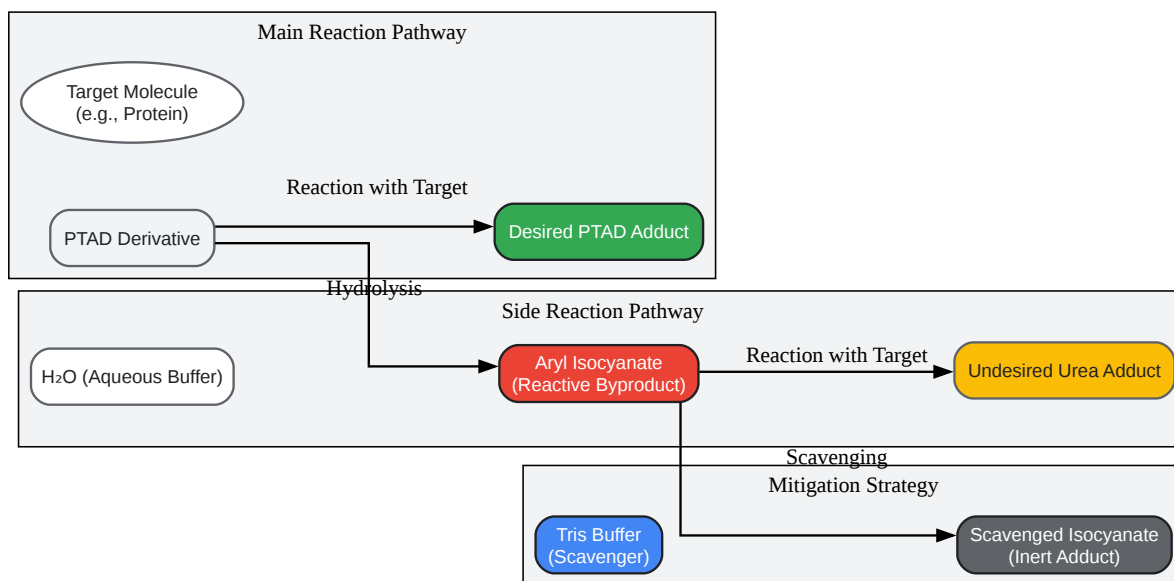 Main Reaction Pathway
Target Molecule
(e.g., Protein)
Reaction with Target
PTAD Derivative
Desired PTAD Adduct
Hydrolysis
Side Reaction Pathway
H₂O (Aqueous Buffer)
Aryl Isocyanate
(Reactive Byproduct)
Reaction with Target
Undesired Urea Adduct
Scavenging
Mitigation Strategy
Tris Buffer
(Scavenger)
Scavenged Isocyanate
(Inert Adduct)